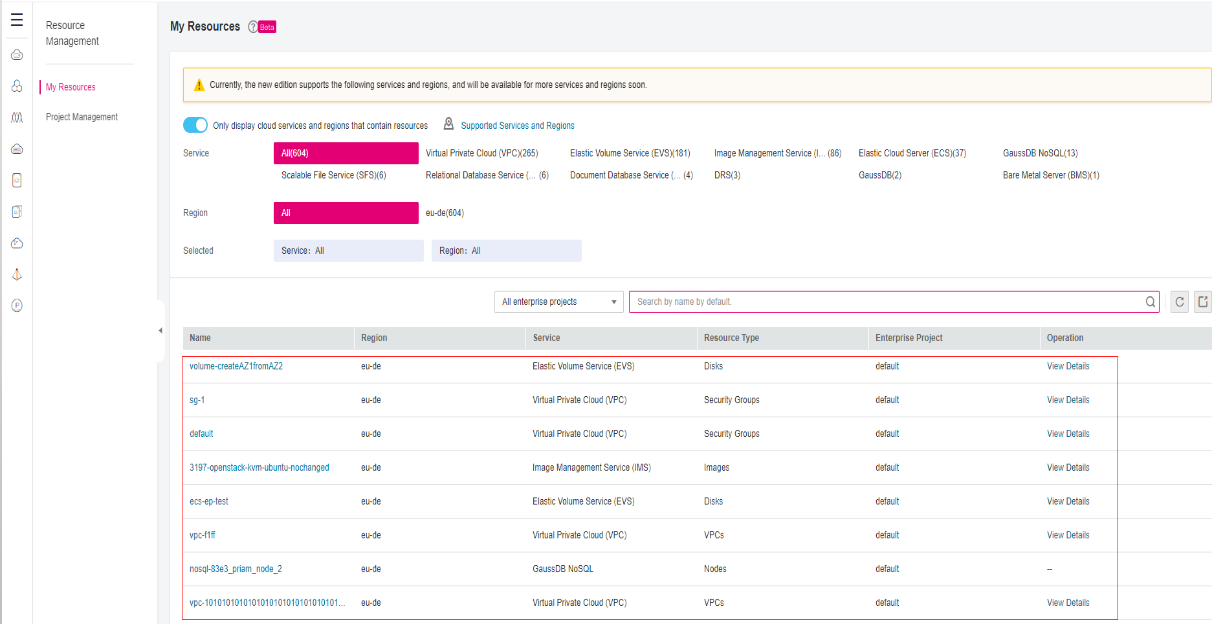 Resource
Management
My Resources
Project Management
My Resources ? Beta
Currently, the new edition supports the following services and regions, and will be available for more services and regions soon.
Only display cloud services and regions that contain resources Supported Services and Regions
Service All(604) Virtual Private Cloud (VPC)(265) Elastic Volume Service (EVS)(181) Image Management Service (I... (86) Elastic Cloud Server (ECS)(37) GaussDB NoSQL(13)
Scalable File Service (SFS)(6) Relational Database Service (... (6) Document Database Service (... (4) DRS(3) GaussDB(2) Bare Metal Server (BMS)(1)
Region All eu-de(604)
Selected Service: All Region: All
All enterprise projects Search by name by default.
Name Region Service Resource Type Enterprise Project Operation
volume-createAZ1fromAZ2 eu-de Elastic Volume Service (EVS) Disks default View Details
sg-1 eu-de Virtual Private Cloud (VPC) Security Groups default View Details
default eu-de Virtual Private Cloud (VPC) Security Groups default View Details
3197-openstack-kvm-ubuntu-nochanged eu-de Image Management Service (IMS) Images default View Details
ecs-ep-test eu-de Elastic Volume Service (EVS) Disks default View Details
vpc-f1ff eu-de Virtual Private Cloud (VPC) VPCs default View Details
nosql-83e3_priam_node_2 eu-de GaussDB NoSQL Nodes default --
vpc-1010101010101010101010101010101... eu-de Virtual Private Cloud (VPC) VPCs default View Details